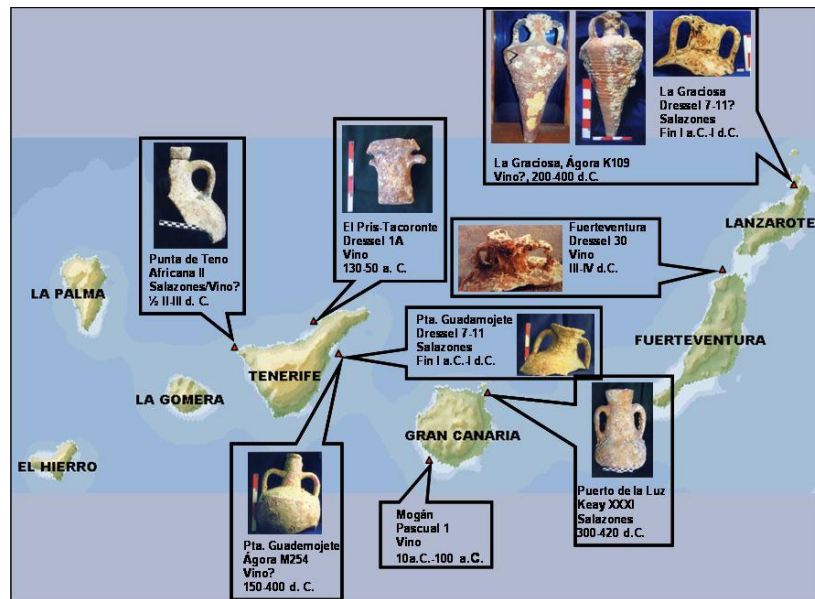 La Graciosa
Dressel 7-11?
Salazones
Fin I a.C.-I d.C.
La Graciosa, Ágora K109
Vino?, 200-400 d.C.
El Pris-Tacoronte
Dressel 1A
Vino
130-50 a. C.
Punta de Teno
Africana II
Salazones/Vino?
½ II-III d. C.
Fuerteventura
Dressel 30
Vino
III-IV d.C.
LANZAROTE
LA PALMA
Pta. Guadamojete
Dressel 7-11
Salazones
Fin I a.C.-I d.C.
FUERTEVENTURA
TENERIFE
LA GOMERA
GRAN CANARIA
EL HIERRO
Pta. Guademojete
Ágora M254
Vino?
150-400 d. C.
Mogán
Pascual 1
Vino
10a.C.-100 a.C.
Puerto de la Luz
Keay XXXI
Salazones
300-420 d.C.